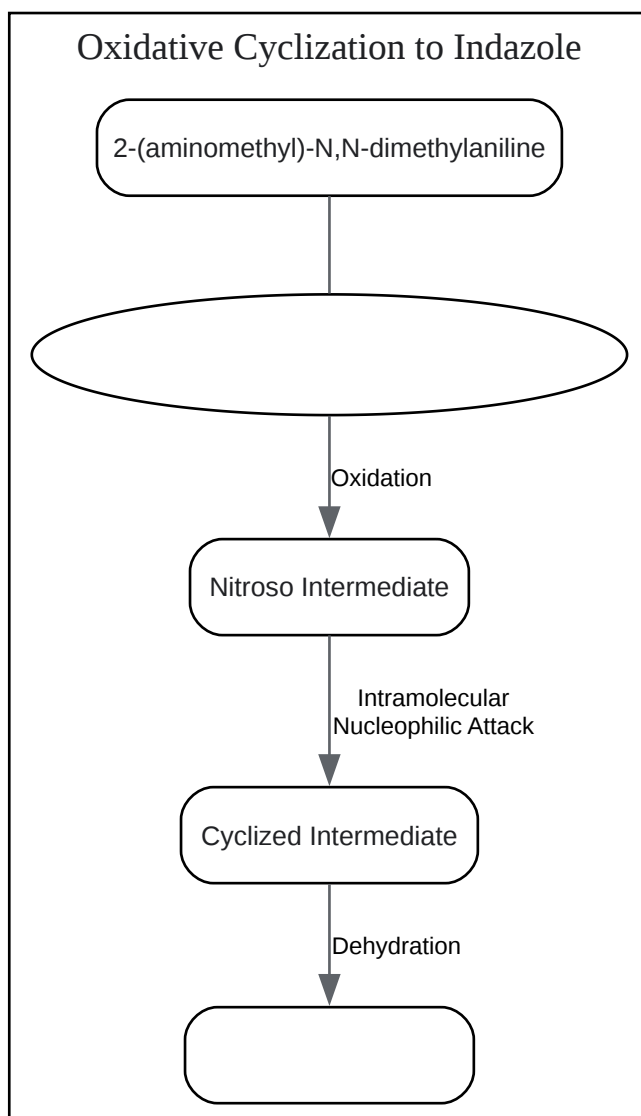 Oxidative Cyclization to Indazole
2-(aminomethyl)-N,N-dimethylaniline
Oxidation
Nitroso Intermediate
Intramolecular
Nucleophilic Attack
Cyclized Intermediate
Dehydration